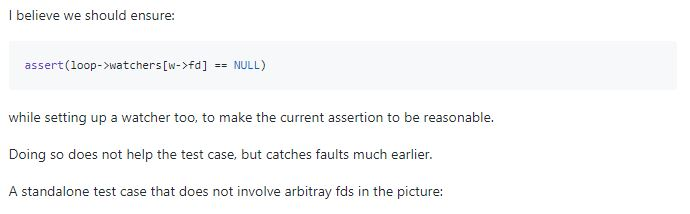 I believe we should ensure:
assert(loop->watchers[w->fd] == NULL)
while setting up a watcher too, to make the current assertion to be reasonable.
Doing so does not help the test case, but catches faults much earlier.
A standalone test case that does not involve arbitray fds in the picture: